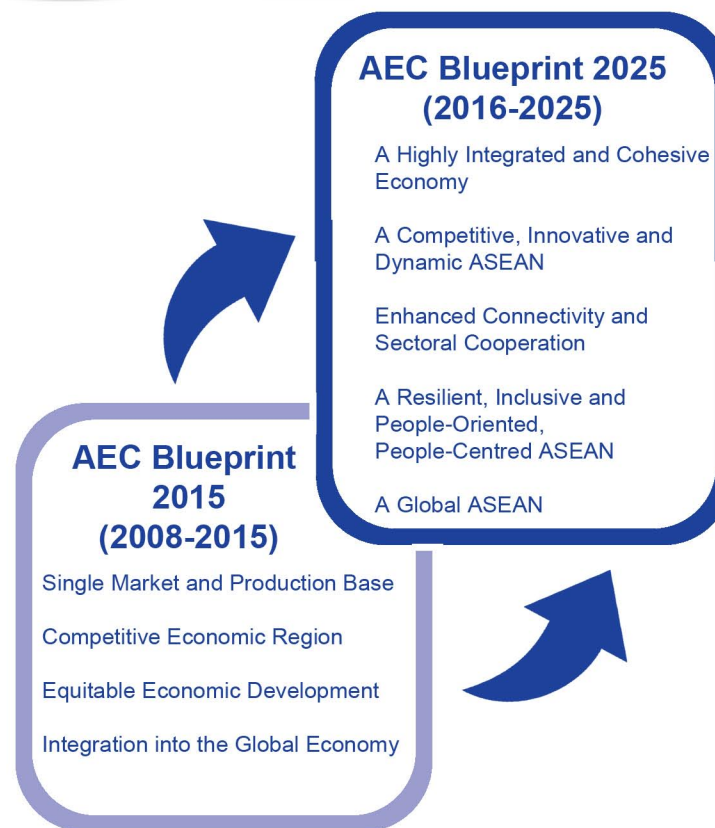 AEC Blueprint 2025
(2016-2025)
A Highly Integrated and Cohesive
Economy
A Competitive, Innovative and
Dynamic ASEAN
Enhanced Connectivity and
Sectoral Cooperation
A Resilient, Inclusive and
People-Oriented,
People-Centred ASEAN
A Global ASEAN
AEC Blueprint
2015
(2008-2015)
Single Market and Production Base
Competitive Economic Region
Equitable Economic Development
Integration into the Global Economy